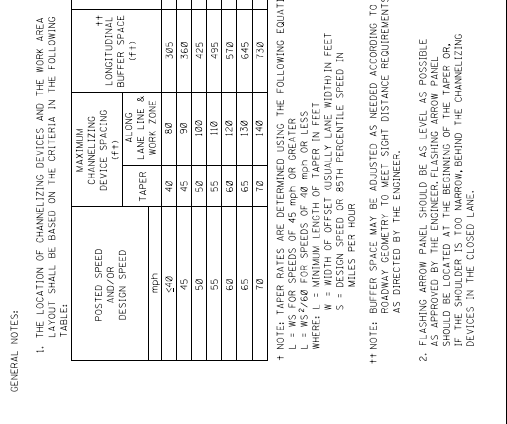 GENERAL NOTES:
1. THE LOCATION OF CHANNELIZING DEVICES AND THE WORK AREA
LAYOUT SHALL BE BASED ON THE CRITERIA IN THE FOLLOWING
TABLE:
POSTED SPEED
AND/OR
DESIGN SPEED
MAXIMUM
CHANNELIZING
DEVICE SPACING
(ft)
††
LONGITUDINAL
BUFFER SPACE
(ft)
mph TAPER ALONG
LANE LINE &
WORK ZONE
≤40 40 80 305
45 45 90 360
50 50 100 425
55 55 110 495
60 60 120 570
65 65 130 645
70 70 140 730
† NOTE: TAPER RATES ARE DETERMINED USING THE FOLLOWING EQUATI
L = WS FOR SPEEDS OF 45 mph OR GREATER
L = WS²/60 FOR SPEEDS OF 40 mph OR LESS
WHERE: L = MINIMUM LENGTH OF TAPER IN FEET
W = WIDTH OF OFFSET (USUALLY LANE WIDTH) IN FEET
S = DESIGN SPEED OR 85TH PERCENTILE SPEED IN
MILES PER HOUR
†† NOTE: BUFFER SPACE MAY BE ADJUSTED AS NEEDED ACCORDING TO
ROADWAY GEOMETRY TO MEET SIGHT DISTANCE REQUIREMENTS
AS DIRECTED BY THE ENGINEER.
2. FLASHING ARROW PANEL SHOULD BE AS LEVEL AS POSSIBLE
AS APPROVED BY THE ENGINEER. FLASHING ARROW PANEL
SHOULD BE LOCATED AT THE BEGINNING OF THE TAPER OR,
IF THE SHOULDER IS TOO NARROW, BEHIND THE CHANNELIZING
DEVICES IN THE CLOSED LANE.